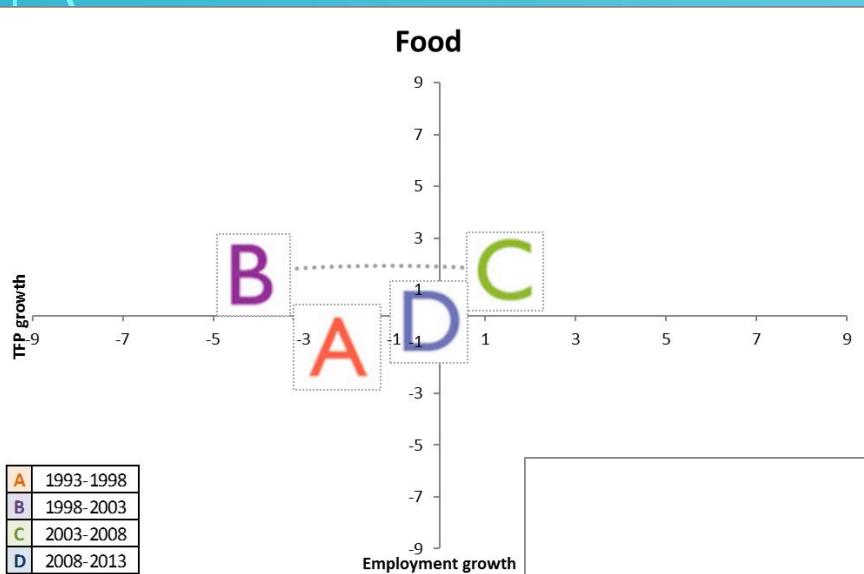 Food
9
7
5
3
B
C
1
D
TFP growth
-9 -7 -5 -3 -1 1 3 5 7 9
-1
A
-3
-5
-7
-9
Employment growth
A 1993-1998
B 1998-2003
C 2003-2008
D 2008-2013